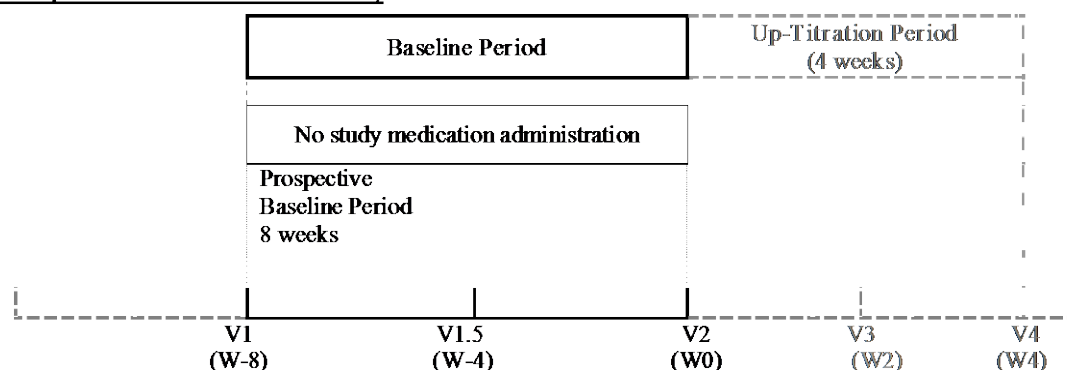 Baseline Period
Up-Titration Period
(4 weeks)
No study medication administration
Prospective
Baseline Period
8 weeks
V1
(W-8)
V1.5
(W-4)
V2
(W0)
V3
(W2)
V4
(W4)